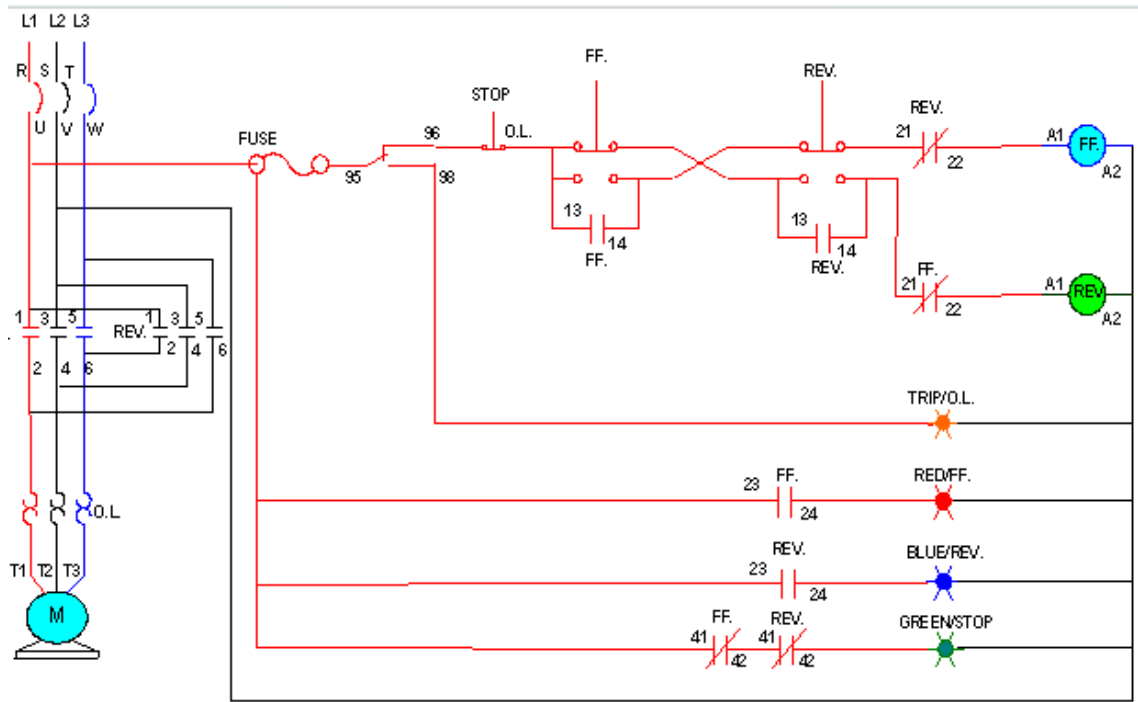 L1 L2 L3
R S T
U V W
FUSE
95
96
98
STOP
O.L.
FF.
REV.
REV.
21
22
A1
FF.
A2
13
14
FF.
13
14
REV.
FF.
21
22
A1
REV
A2
1 3 5
REV.
1 3 5
2 4 6
2 4 6
TRIP/O.L.
FF.
23
24
RED/FF.
O.L
REV.
23
24
BLUE/REV.
T1 T2 T3
M
FF.
41
42
REV.
41
42
GREEN/STOP